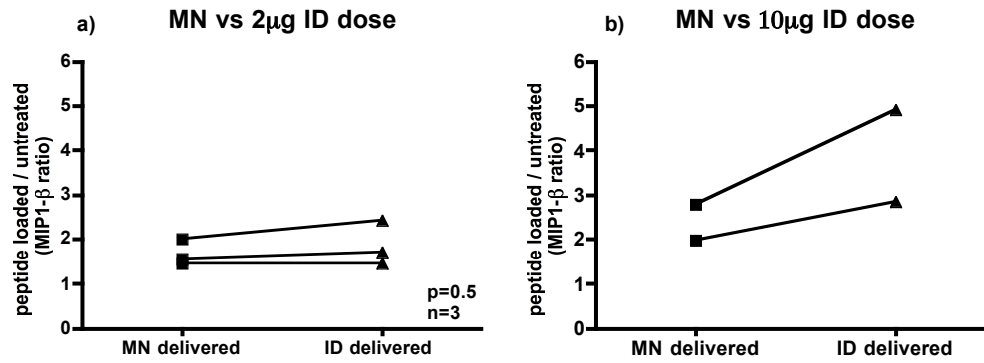 a)
MN vs 2μg ID dose
peptide loaded / untreated
(MIP1-β ratio)
6
5
4
3
2
1
0
p=0.5
n=3
MN delivered
ID delivered
b)
MN vs 10μg ID dose
peptide loaded / untreated
(MIP1-β ratio)
6
5
4
3
2
1
0
MN delivered
ID delivered